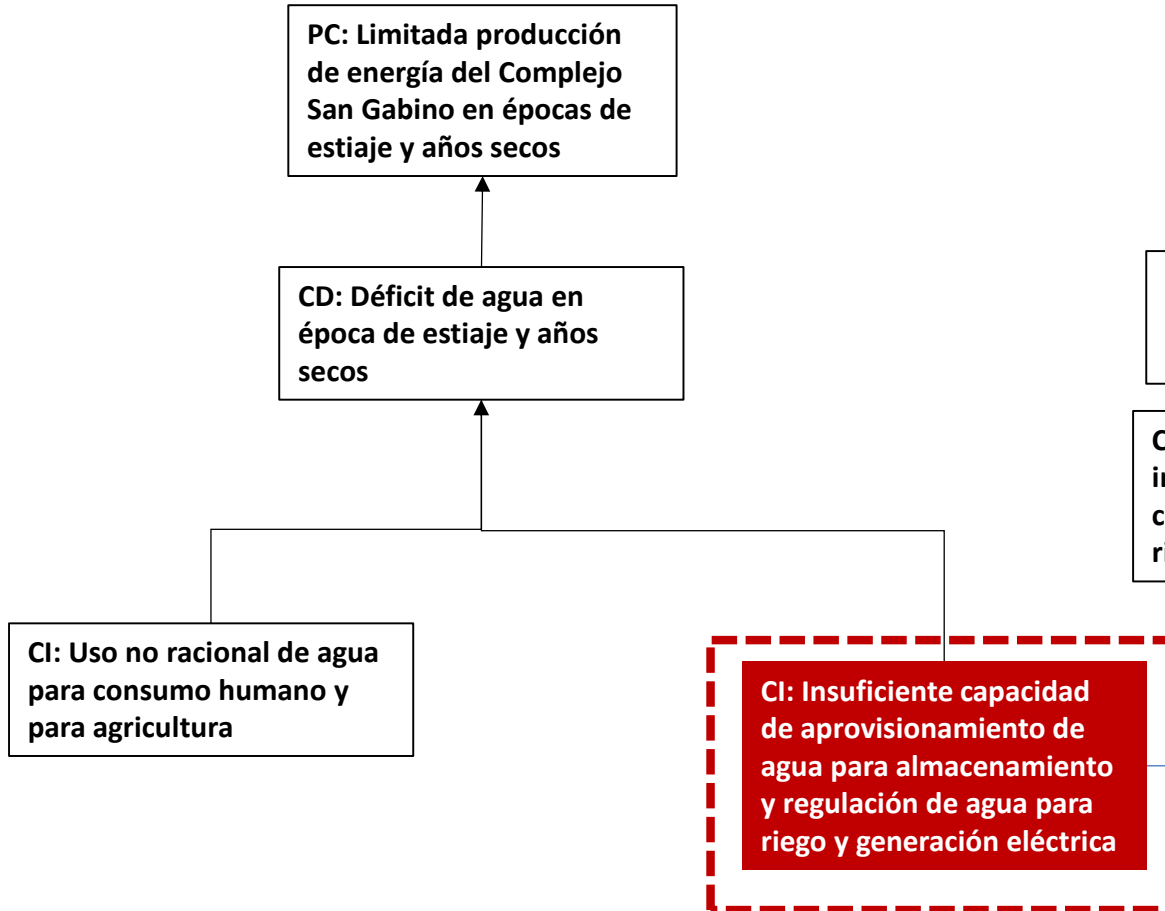 PC: Limitada producción
de energía del Complejo
San Gabino en épocas de
estiaje y años secos
CD: Déficit de agua en
época de estiaje y años
secos
CI: Uso no racional de agua
para consumo humano y
para agricultura
CI: Insuficiente capacidad
de aprovisionamiento de
agua para almacenamiento
y regulación de agua para
riego y generación eléctrica